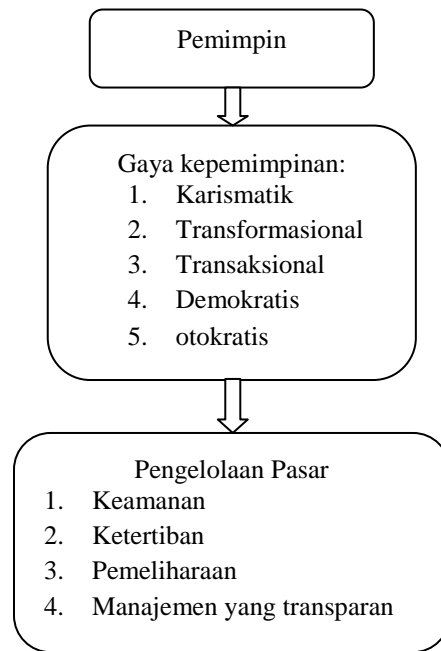 Pemimpin
Gaya kepemimpinan:
1. Karismatik
2. Transformasional
3. Transaksional
4. Demokratis
5. otokratis
Pengelolaan Pasar
1. Keamanan
2. Ketertiban
3. Pemeliharaan
4. Manajemen yang transparan